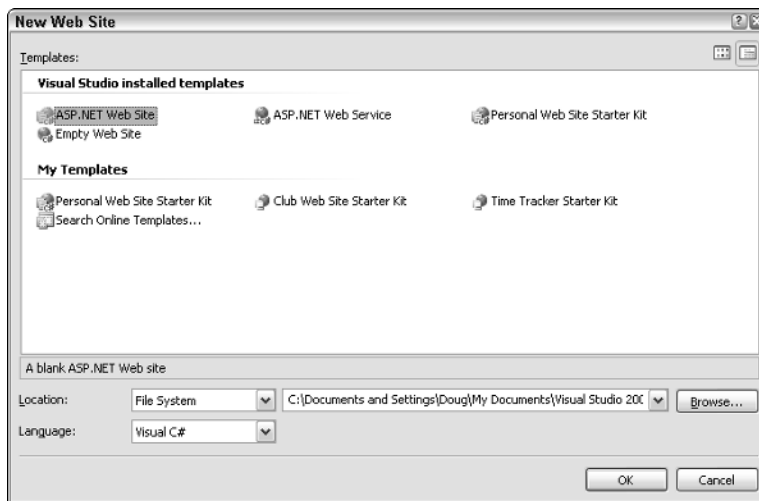 New Web Site
Templates:
Visual Studio installed templates
ASP.NET Web Site ASP.NET Web Service Personal Web Site Starter Kit
Empty Web Site
My Templates
Personal Web Site Starter Kit Club Web Site Starter Kit Time Tracker Starter Kit
Search Online Templates...
A blank ASP.NET Web site
Location: File System C:\Documents and Settings\Doug\My Documents\Visual Studio 200 Browse...
Language: Visual C#
OK Cancel